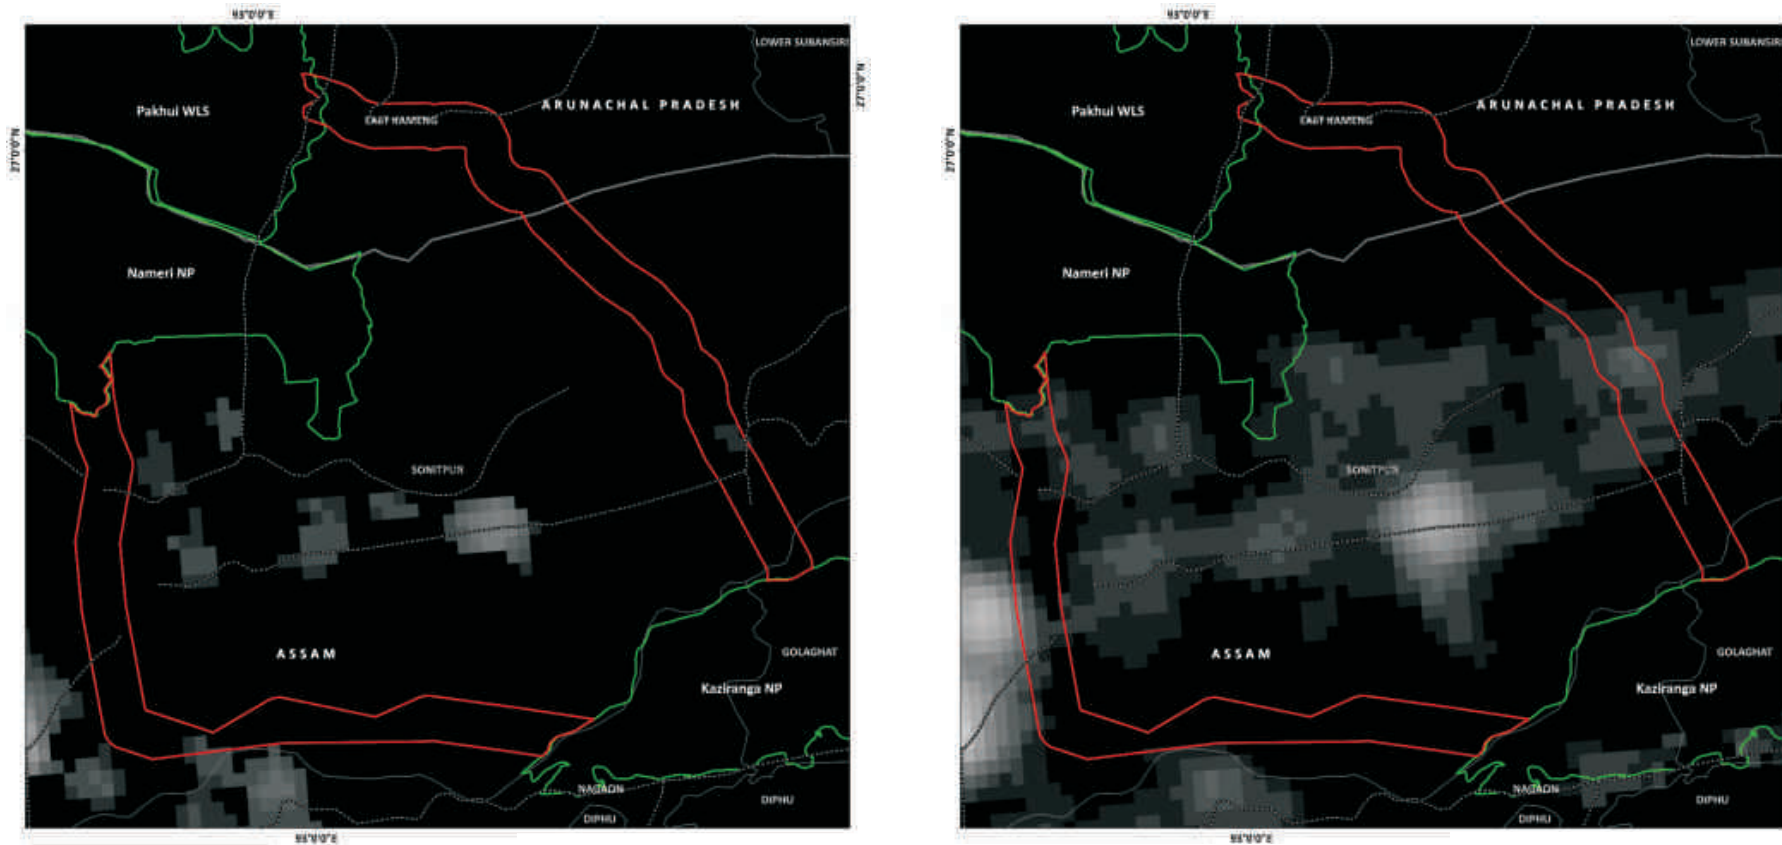 93°0'0"E
LOWER SUBANSIRI
27°0'0"N
Pakhui WLS
ARUNACHAL PRADESH
EAST KAMENG
27°0'0"N
Nameri NP
SONITPUR
ASSAM
GOLAGHAT
Kaziranga NP
NAGAON
DIPHU
DIPHU
93°0'0"E
93°0'0"E
LOWER SUBANSIRI
Pakhui WLS
ARUNACHAL PRADESH
EAST KAMENG
27°0'0"N
Nameri NP
SONITPUR
ASSAM
GOLAGHAT
Kaziranga NP
NAGAON
DIPHU
DIPHU
93°0'0"E